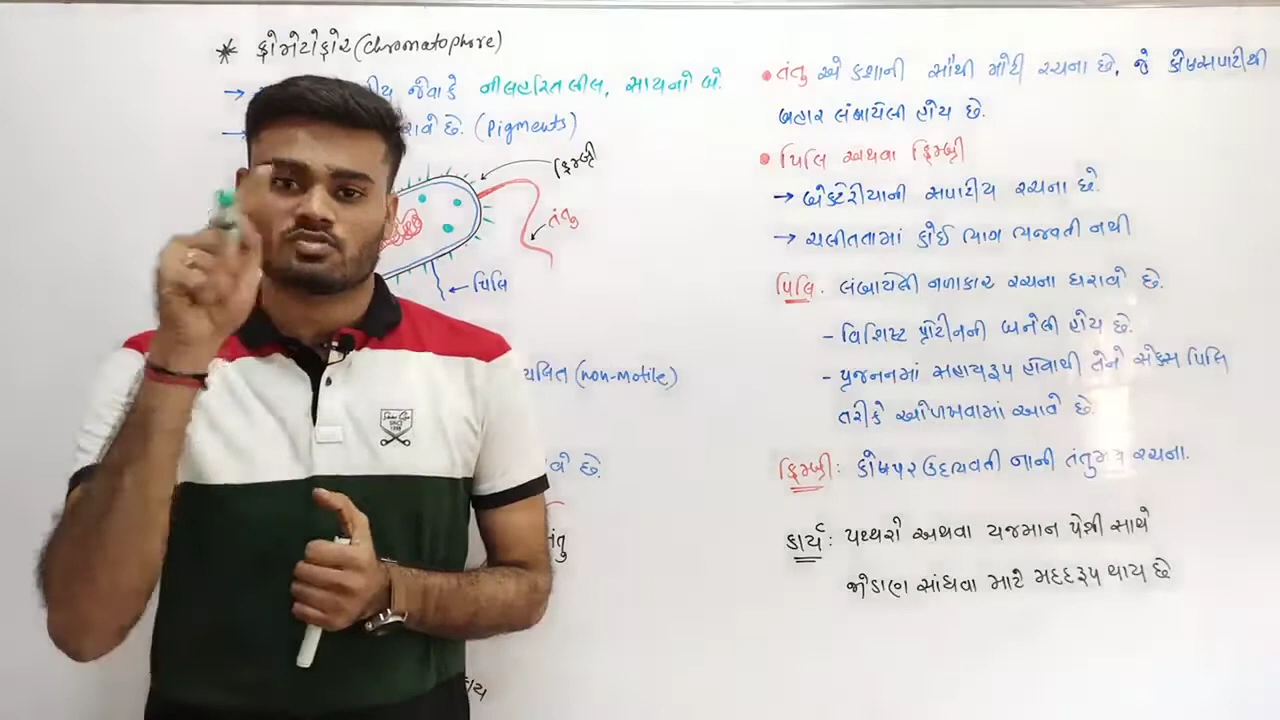 * ક્રોમેટોફોર (chromatophore)
→ જેવાકે નીલહરિત લીલ, સાયનો બે.
→ રાવે છે. (Pigments)
ફિમ્બ્રી
તંતુ
પિલિ
ચલિત (non-motile)
વે છે.
SINCE
• તંતુ એ કશાની સૌથી મોટી રચના છે, જે કોષસપાટીથી
બહાર લંબાયેલી હોય છે.
• પિલિ અથવા ફિમ્બ્રી
→ બેક્ટેરીયાની સપાટીય રચના છે.
→ ચલીતતામાં કોઈ ભાગ ભજવતી નથી
પિલિ. લંબાયેલી નળાકાર રચના ધરાવે છે.
- વિશિષ્ટ પ્રોટીનની બનેલી હોય છે.
- પ્રજનનમાં સહાયરૂપ હોવાથી તેને સેક્સ પિલિ
તરીકે ઓળખવામાં આવે છે.
ફિમ્બ્રી: કોષપર ઉદભવતી નાની તંતુમય રચના.
કાર્ય: પથ્થરો અથવા યજમાન પેશી સાથે
જોડાણ સાંધવા માટે મદદરૂપ થાય છે